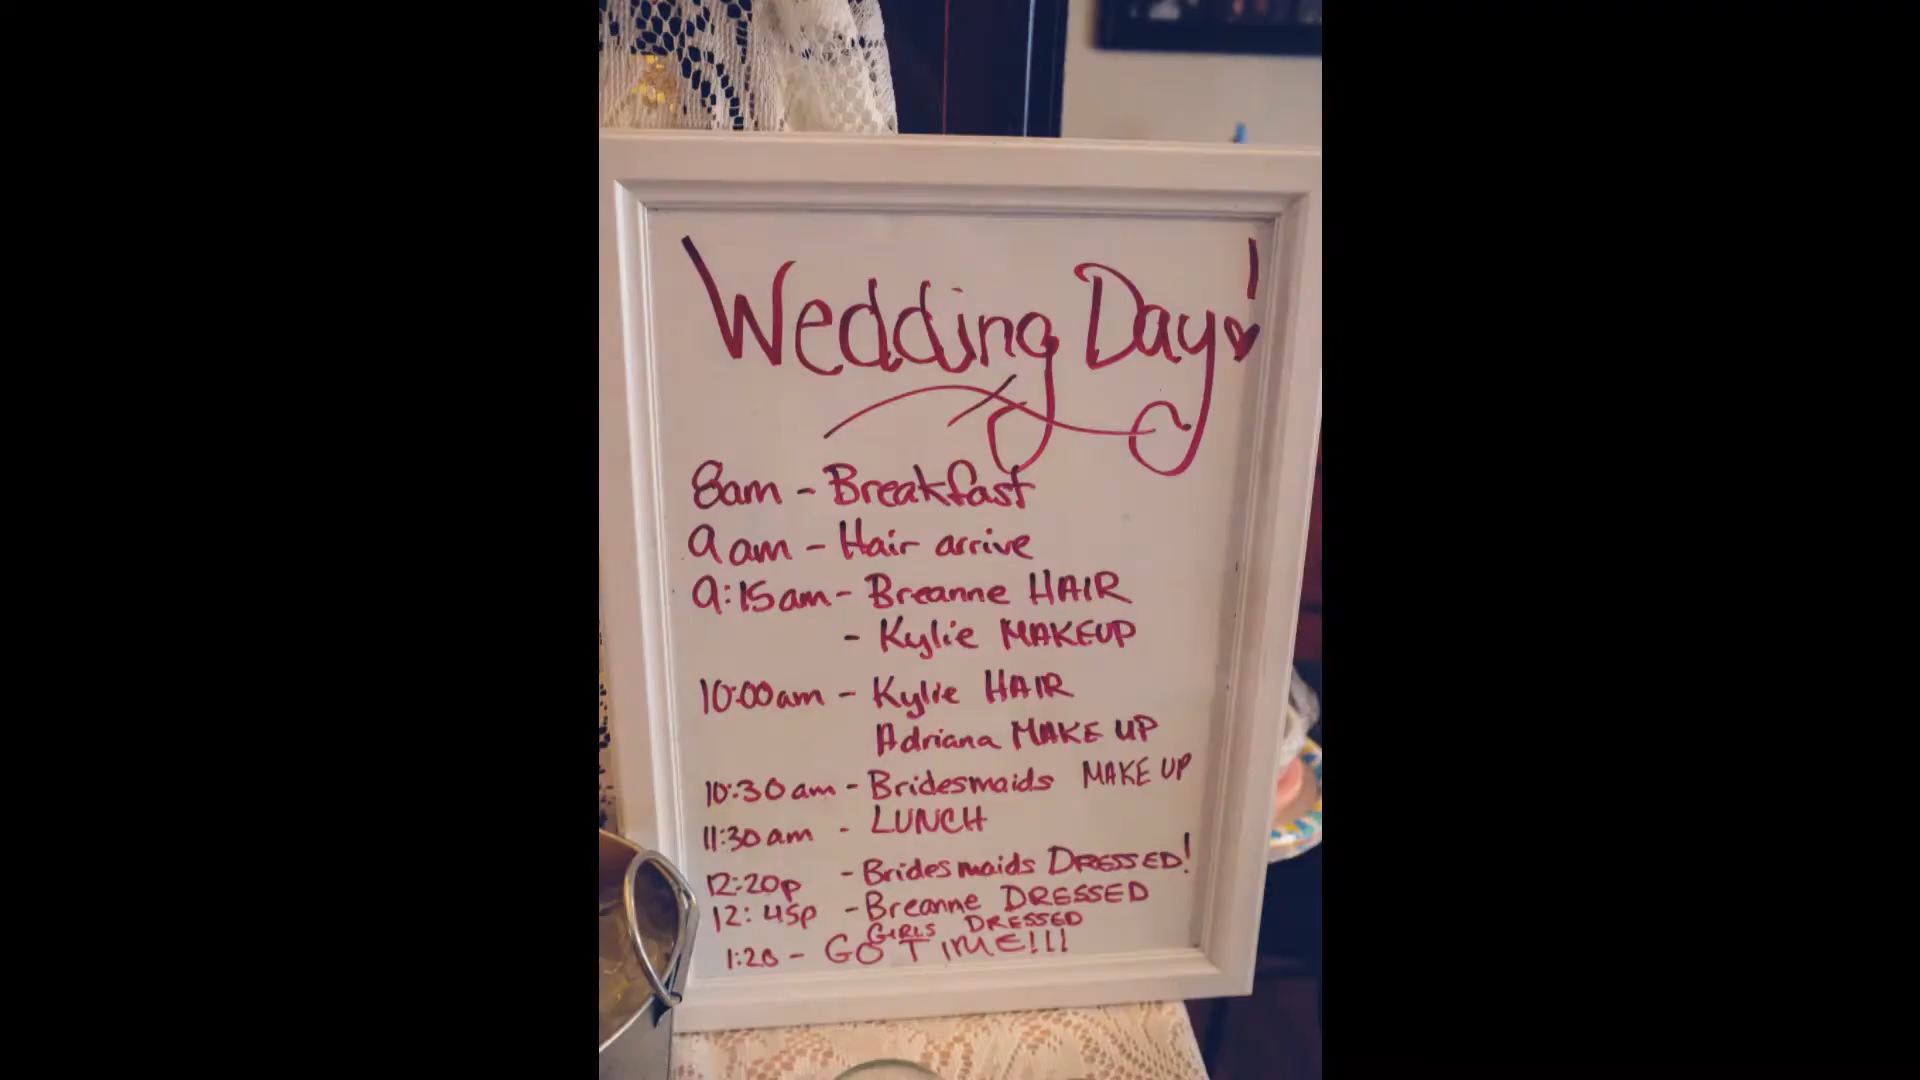 Wedding Day!
8am - Breakfast
9am - Hair arrive
9:15am - Breanne HAIR
- Kylie MAKEUP
10:00am - Kylie HAIR
Adriana MAKE UP
10:30am - Bridesmaids MAKE UP
11:30am - LUNCH
12:20p - Bridesmaids DRESSED!
12:45p - Breanne DRESSED
GIRLS DRESSED
1:20 - GO TIME!!!